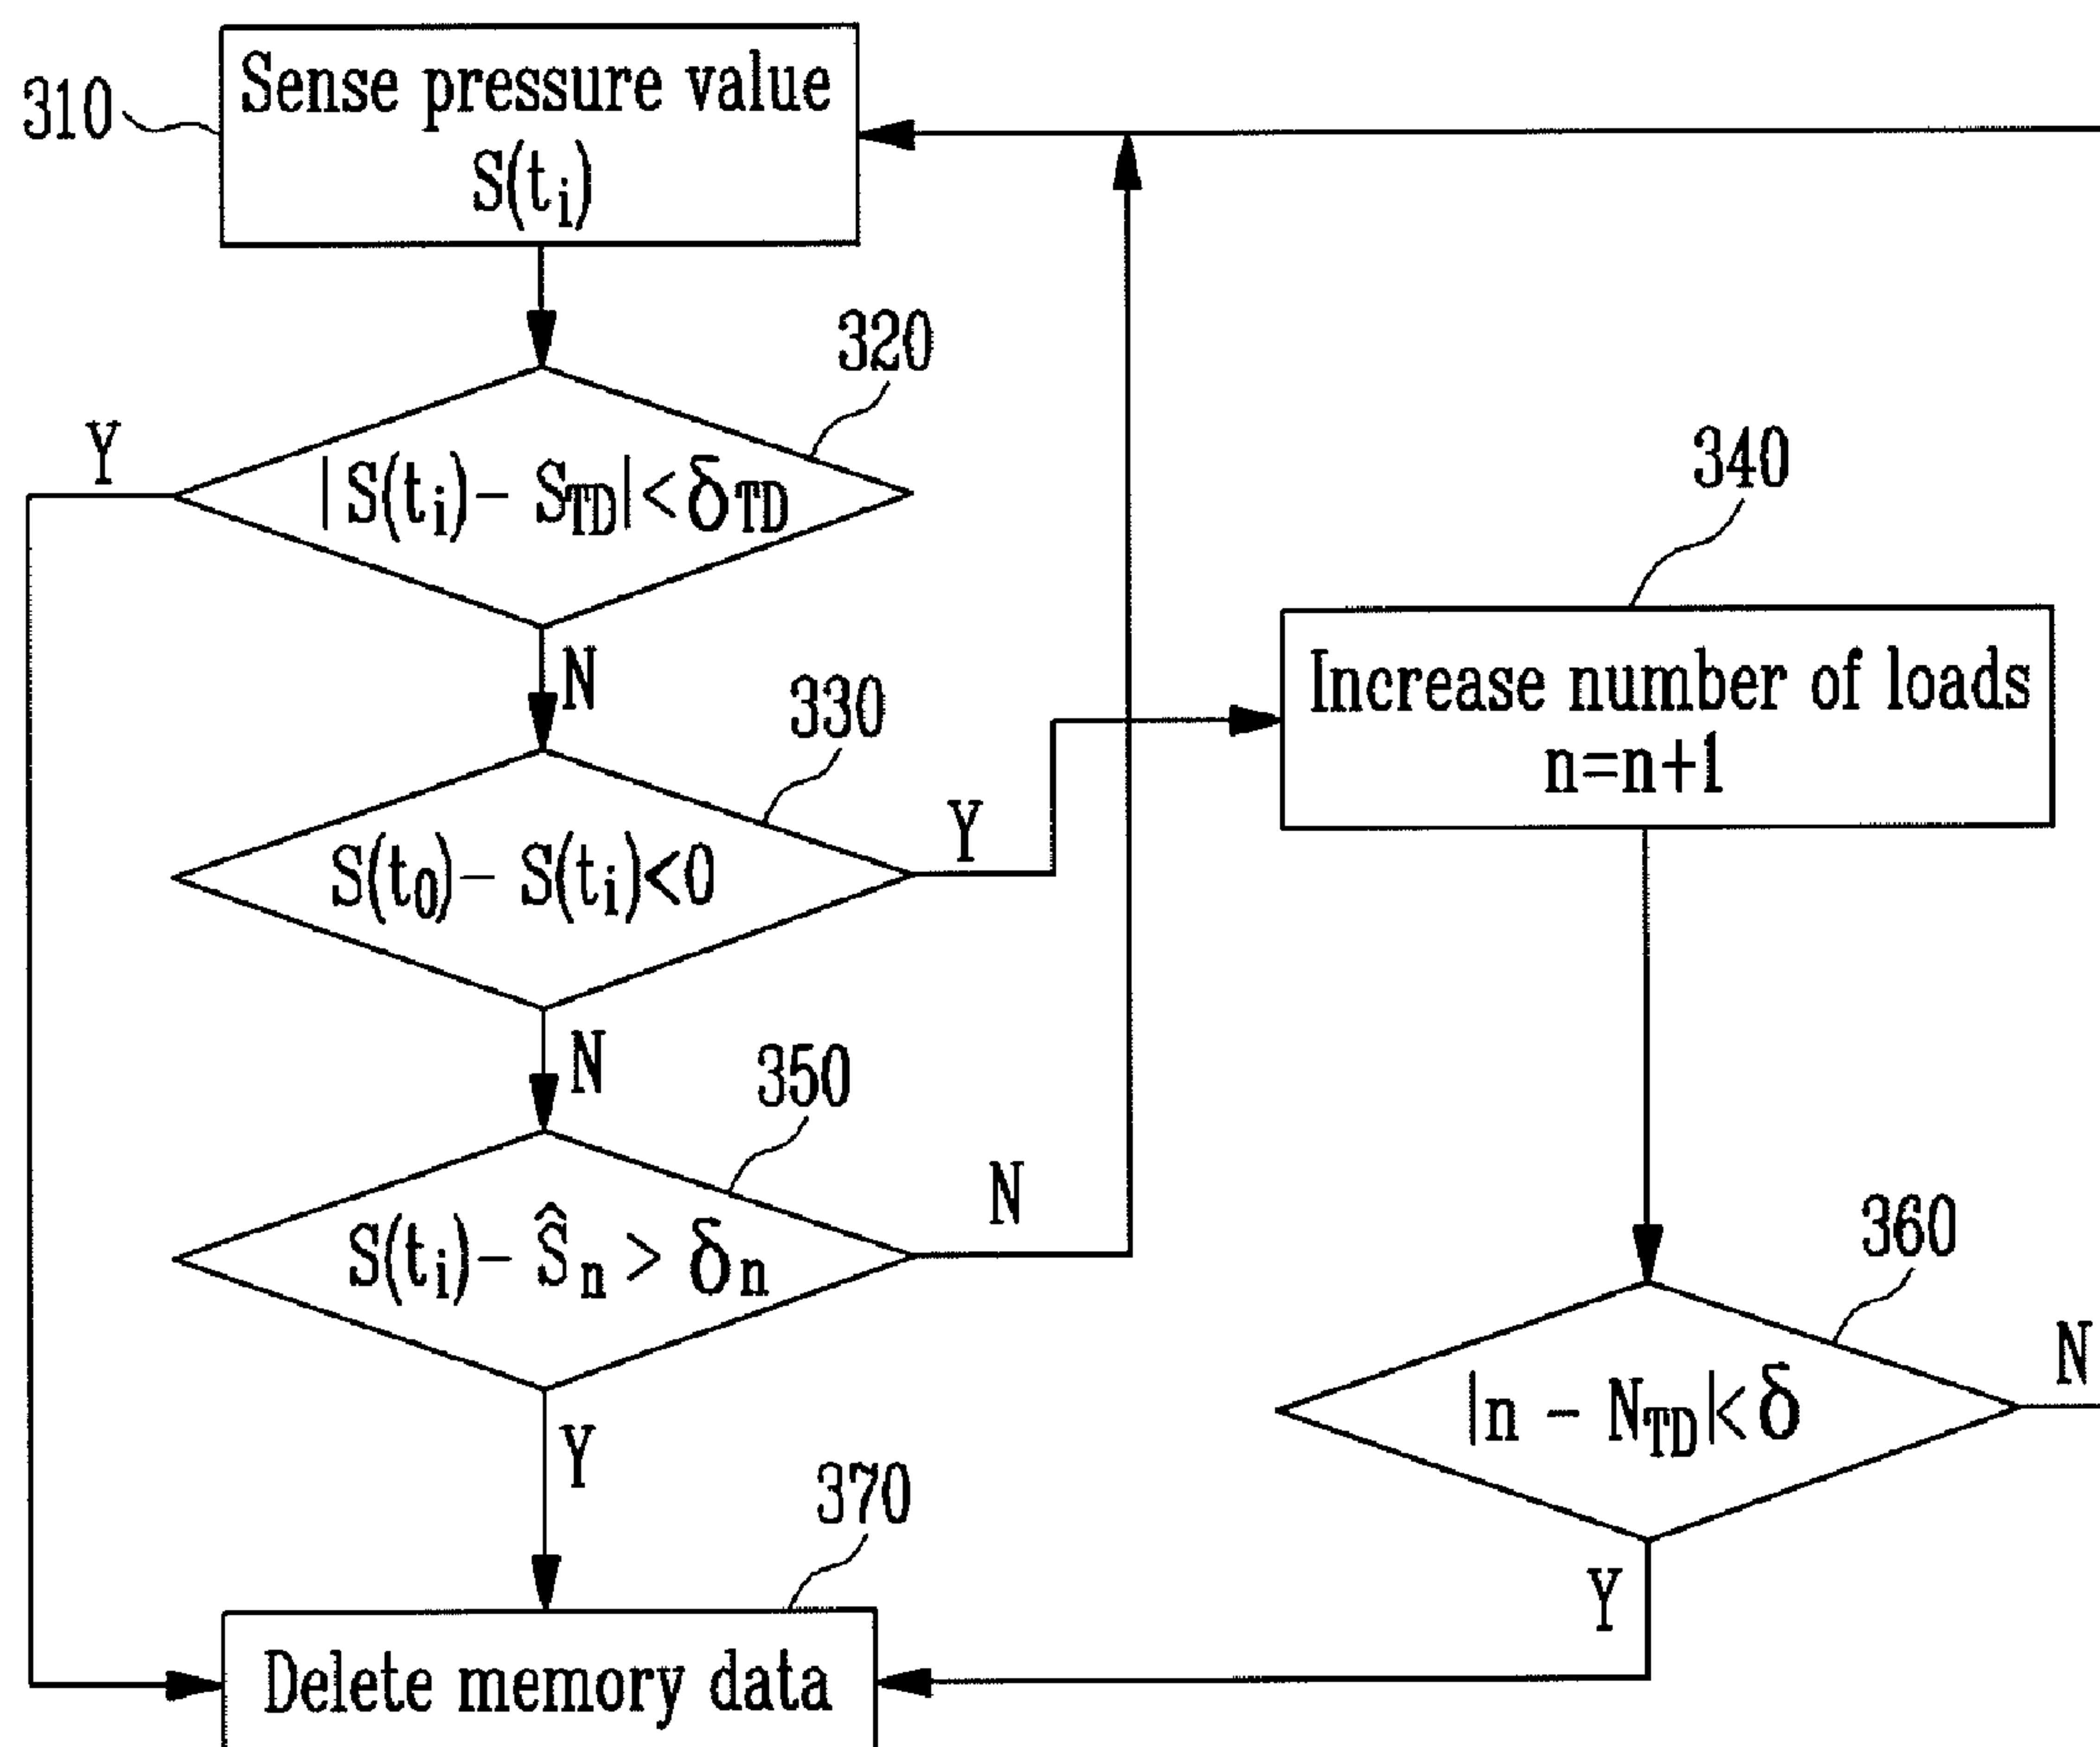 310
Sense pressure value
S(ti)
320
Y
|S(ti)- STD|<δTD
N
330
S(t0)- S(ti)<0
Y
340
Increase number of loads
n=n+1
N
350
S(ti)- Ŝn > δn
N
360
|n - NTD|<δ
N
Y
370
Y
Delete memory data